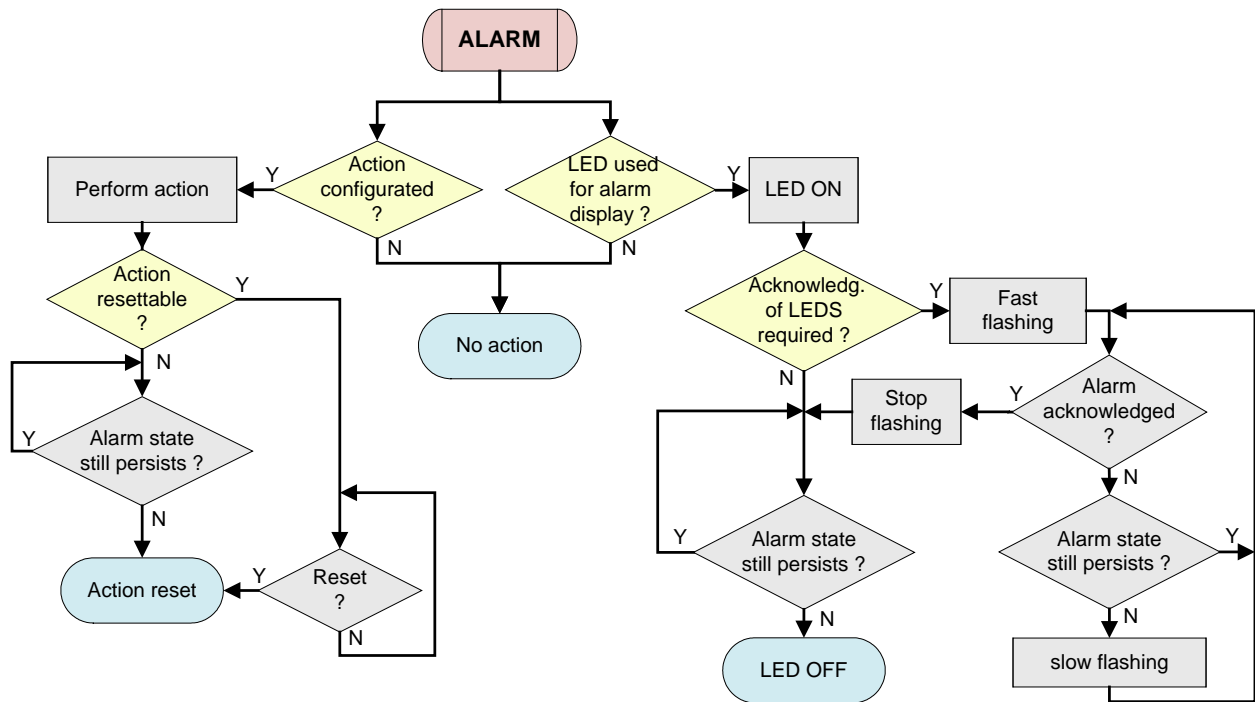 ALARM
Action
configurated
?
Y
N
LED used
for alarm
display ?
Y
N
Perform action
LED ON
Action
resettable
?
Y
N
No action
Acknowledg.
of LEDS
required ?
Y
N
Fast
flashing
Alarm state
still persists ?
Y
N
Stop
flashing
Y
Alarm
acknowledged
?
N
Action reset
Y
Reset
?
N
Y
Alarm state
still persists ?
N
Alarm state
still persists ?
Y
N
LED OFF
slow flashing